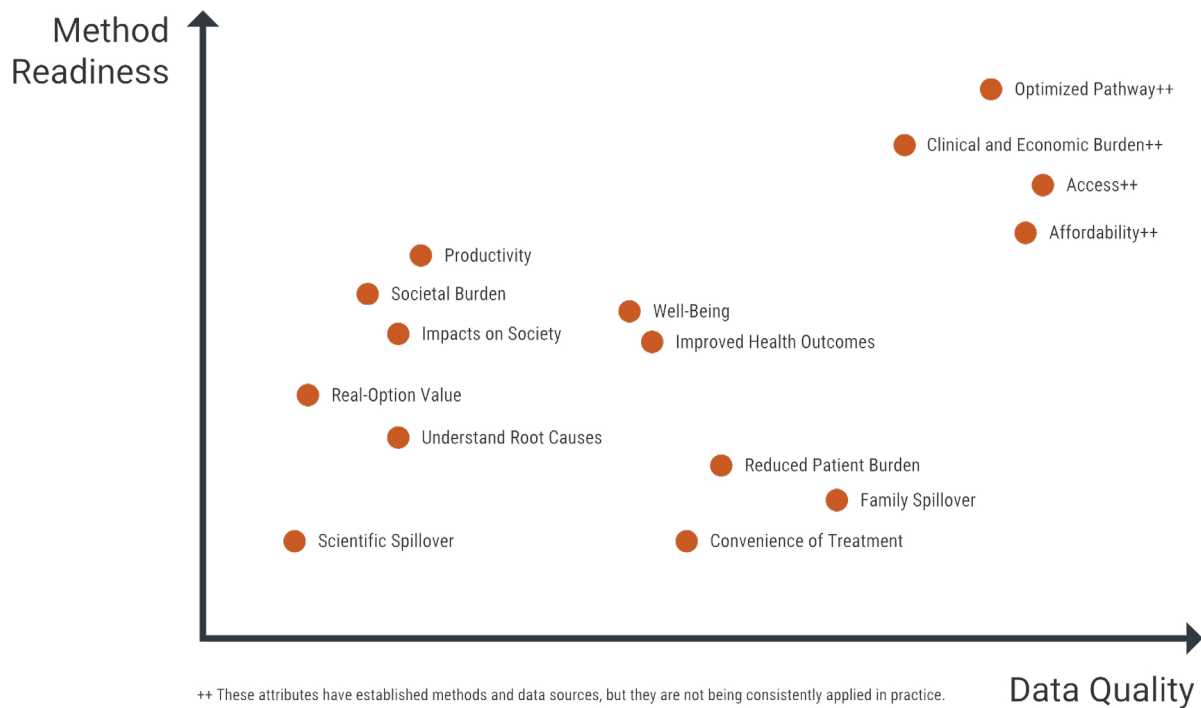 Method
Readiness
Optimized Pathway++
Clinical and Economic Burden++
Access++
Affordability++
Productivity
Societal Burden
Well-Being
Impacts on Society
Improved Health Outcomes
Real-Option Value
Understand Root Causes
Reduced Patient Burden
Family Spillover
Scientific Spillover
Convenience of Treatment
++ These attributes have established methods and data sources, but they are not being consistently applied in practice.
Data Quality